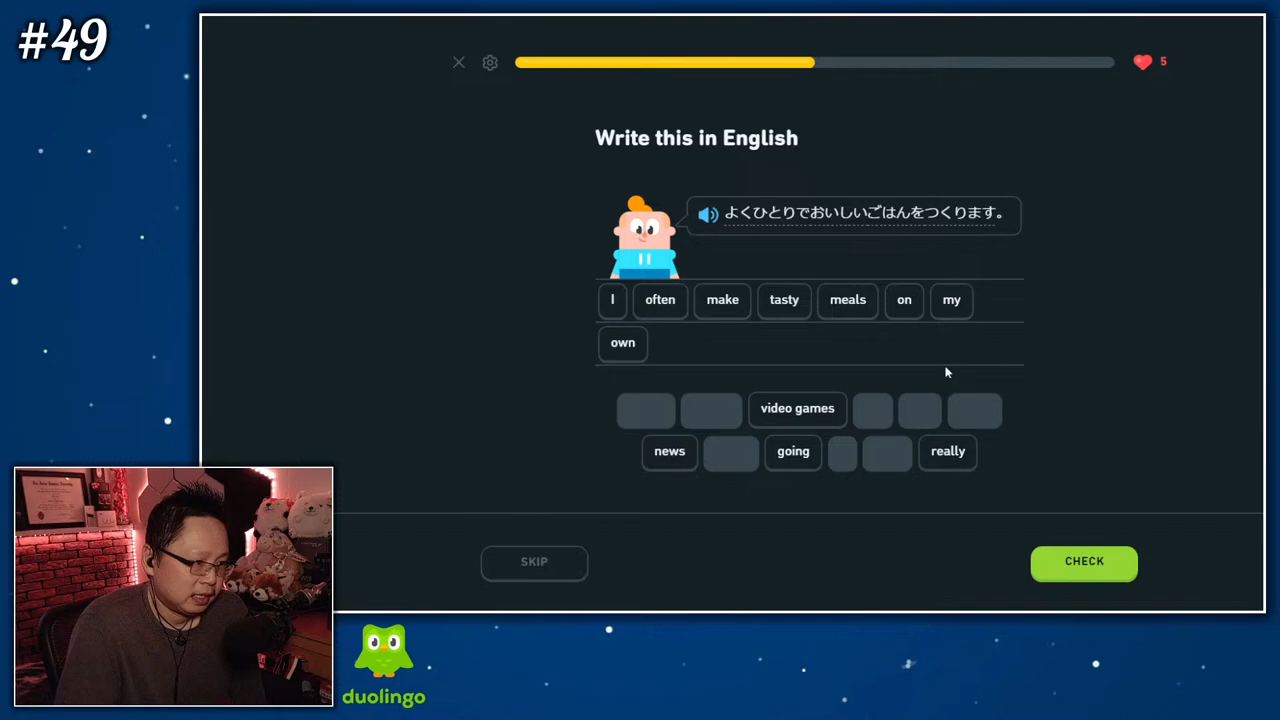 #49
5
Write this in English
よくひとりでおいしいごはんをつくります。
I often make tasty meals on my
own
video games
news going really
SKIP CHECK
duolingo